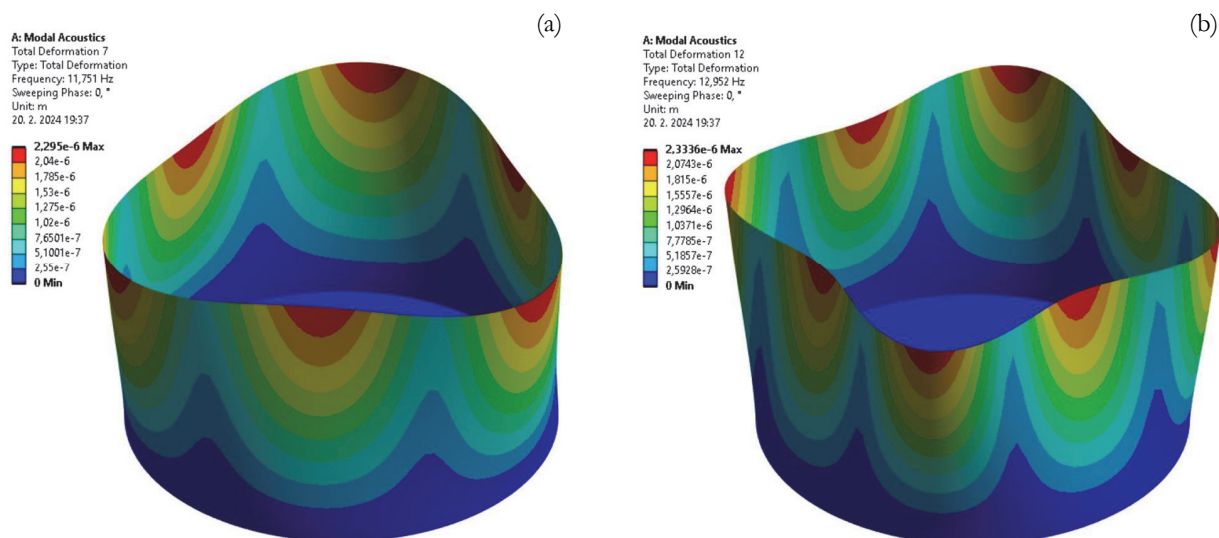 (a)
A: Modal Acoustics
Total Deformation 7
Type: Total Deformation
Frequency: 11,751 Hz
Sweeping Phase: 0, °
Unit: m
20. 2. 2024 19:37
2,295e-6 Max
2,04e-6
1,785e-6
1,53e-6
1,275e-6
1,02e-6
7,6501e-7
5,1001e-7
2,55e-7
0 Min
(b)
A: Modal Acoustics
Total Deformation 12
Type: Total Deformation
Frequency: 12,952 Hz
Sweeping Phase: 0, °
Unit: m
20. 2. 2024 19:37
2,3336e-6 Max
2,0743e-6
1,815e-6
1,5557e-6
1,2964e-6
1,0371e-6
7,7785e-7
5,1857e-7
2,5928e-7
0 Min